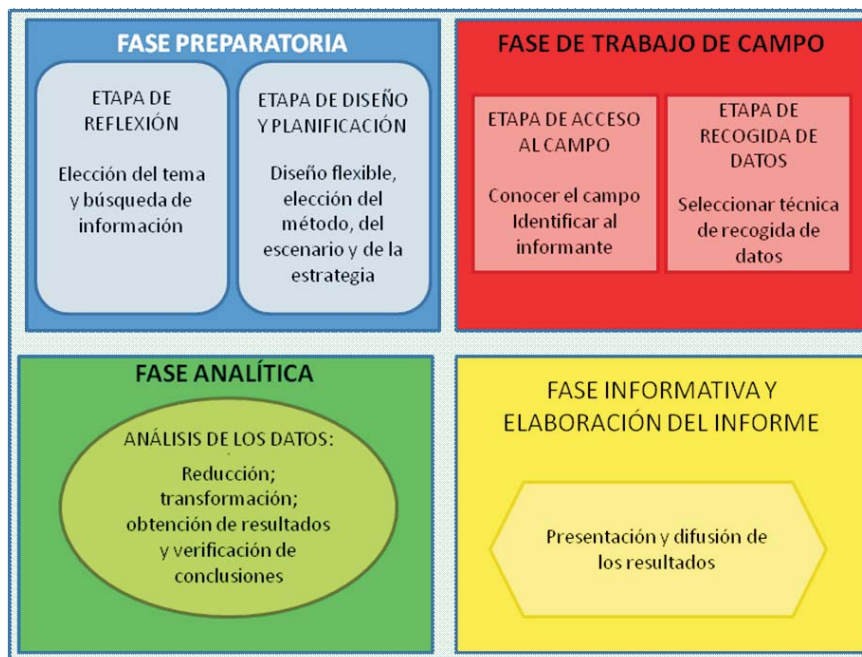 FASE PREPARATORIA
ETAPA DE
REFLEXIÓN
Elección del tema
y búsqueda de
información
ETAPA DE DISEÑO
Y PLANIFICACIÓN
Diseño flexible,
elección del
método, del
escenario y de la
estrategia
FASE DE TRABAJO DE CAMPO
ETAPA DE ACCESO
AL CAMPO
Conocer el campo
Identificar al
informante
ETAPA DE
RECOGIDA DE
DATOS
Seleccionar técnica
de recogida de
datos
FASE ANALÍTICA
ANÁLISIS DE LOS DATOS:
Reducción;
transformación;
obtención de resultados
y verificación de
conclusiones
FASE INFORMATIVA Y
ELABORACIÓN DEL INFORME
Presentación y difusión de
los resultados